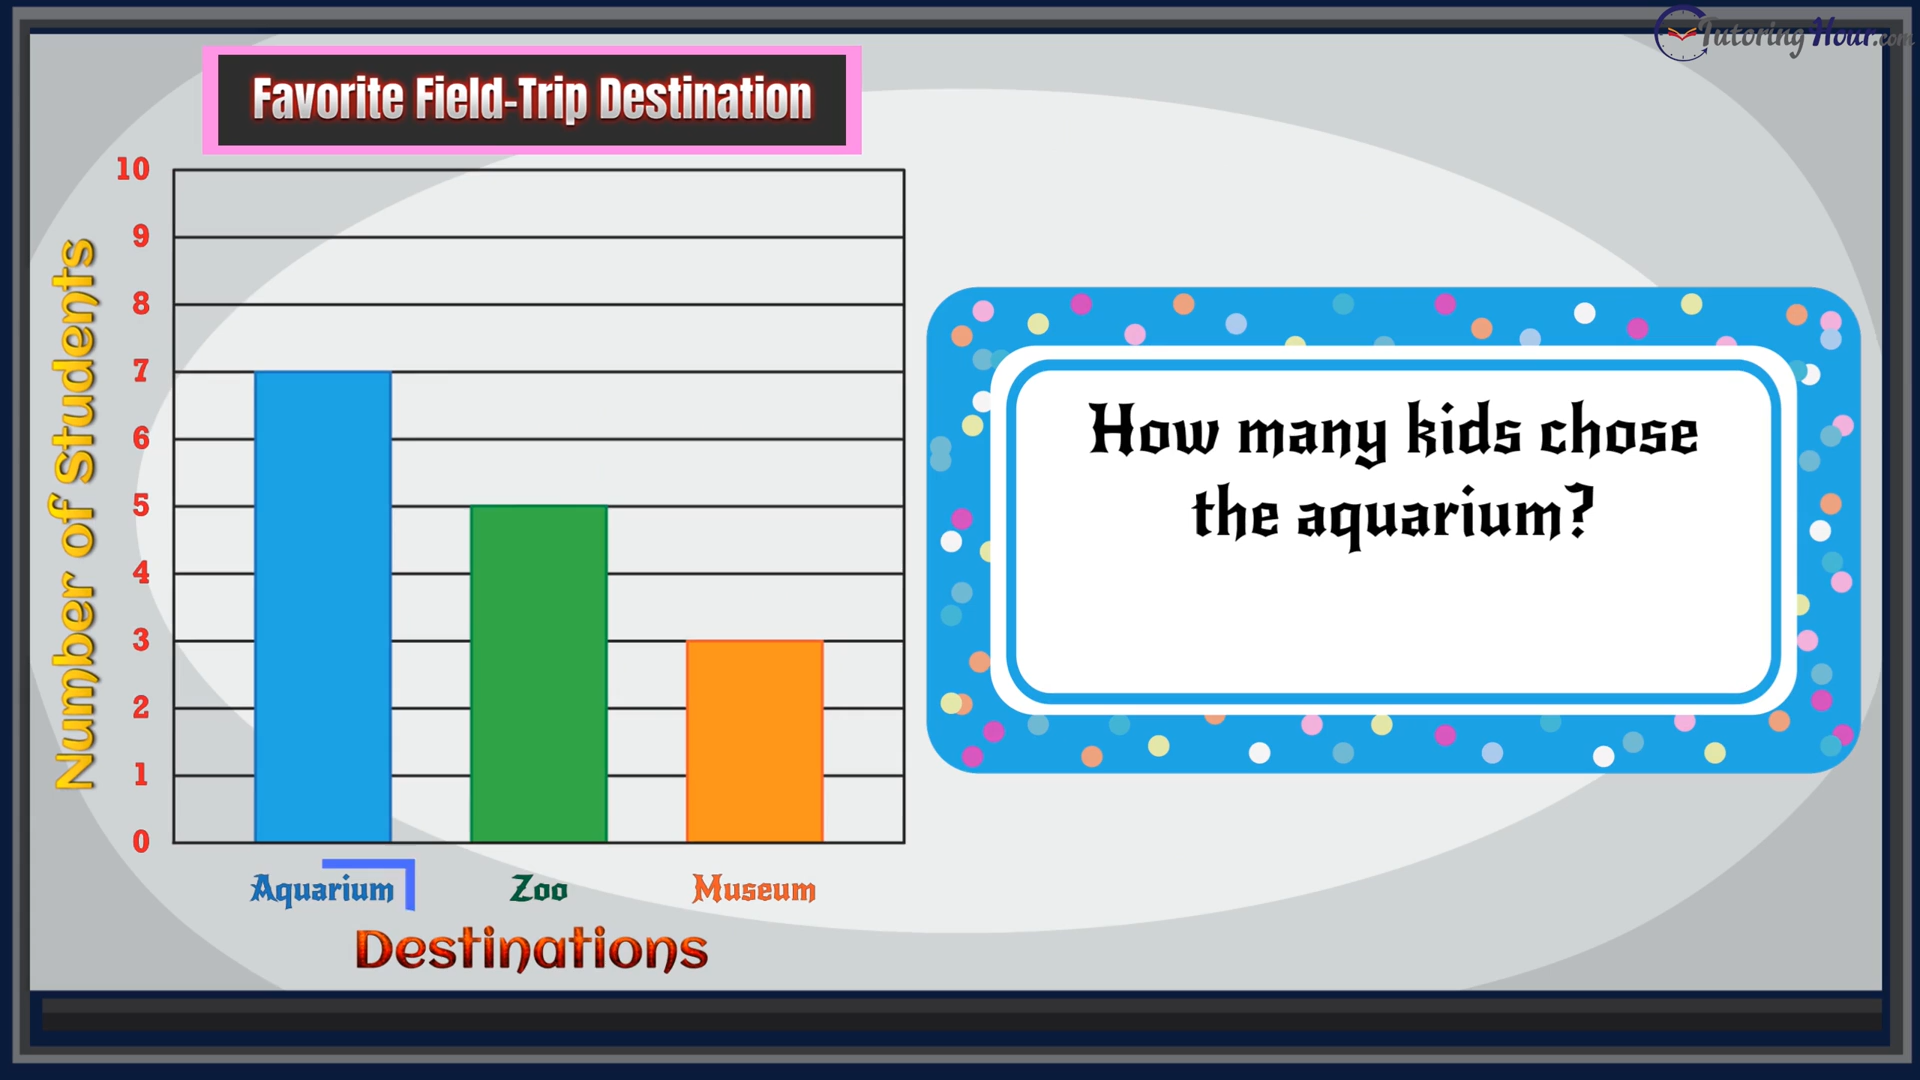 TutoringHour.com
Favorite Field-Trip Destination
Number of Students
10
9
8
7
6
5
4
3
2
1
0
Aquarium
Zoo
Museum
Destinations
How many kids chose
the aquarium?